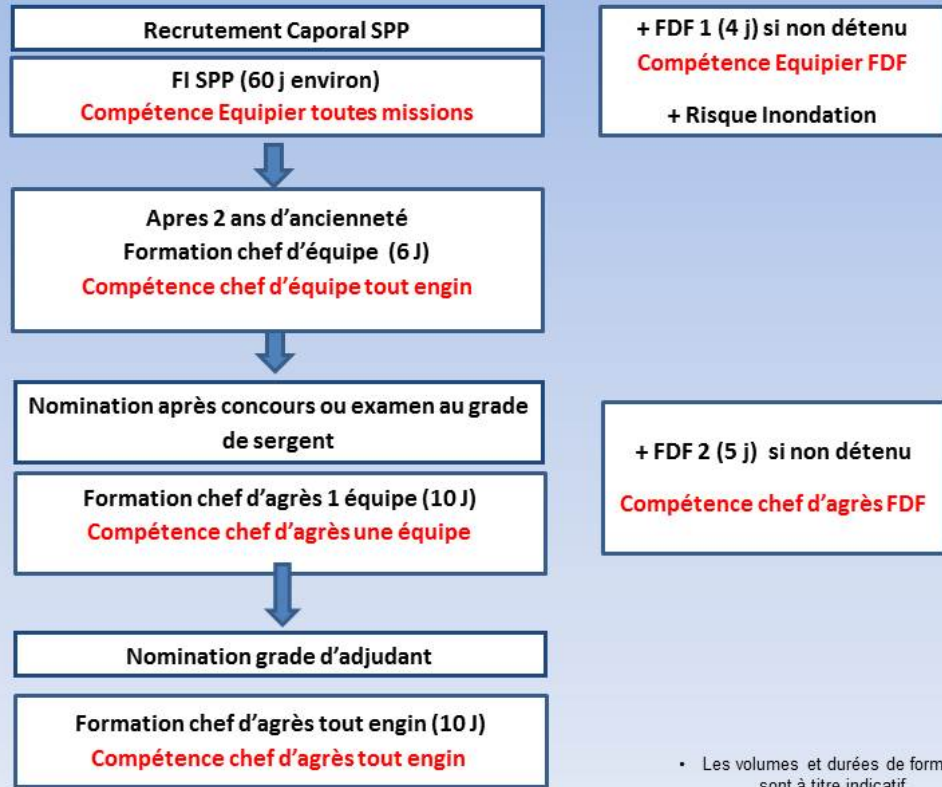 Recrutement Caporal SPP
FI SPP (60 j environ)
Compétence Equipier toutes missions
+ FDF 1 (4 j) si non détenu
Compétence Equipier FDF
+ Risque Inondation
Apres 2 ans d'ancienneté
Formation chef d'équipe (6 J)
Compétence chef d'équipe tout engin
Nomination après concours ou examen au grade
de sergent
Formation chef d'agrès 1 équipe (10 J)
Compétence chef d'agrès une équipe
+ FDF 2 (5 j) si non détenu
Compétence chef d'agrès FDF
Nomination grade d'adjudant
Formation chef d'agrès tout engin (10 J)
Compétence chef d'agrès tout engin
• Les volumes et durées de form
sont à titre indicatif